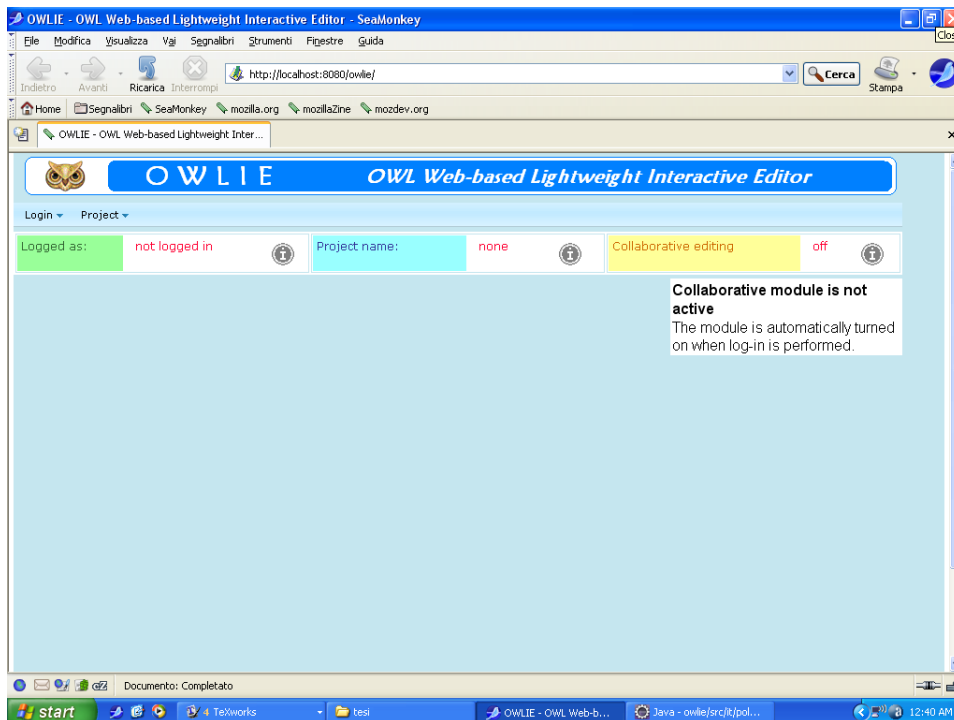 OWLIE - OWL Web-based Lightweight Interactive Editor - SeaMonkey
File Modifica Visualizza Vai Segnalibri Strumenti Finestre Guida
Indietro Avanti Ricarica Interrompi http://localhost:8080/owlie/ Cerca Stampa
Home Segnalibri SeaMonkey mozilla.org mozillaZine mozdev.org
OWLIE - OWL Web-based Lightweight Inter...
OWLIE OWL Web-based Lightweight Interactive Editor
Login Project
Logged as: not logged in Project name: none Collaborative editing off
Collaborative module is not
active
The module is automatically turned
on when log-in is performed.
Documento: Completato
start 4 TeXworks tesi OWLIE - OWL Web-b... Java - owlie/src/it/pol... 12:40 AM